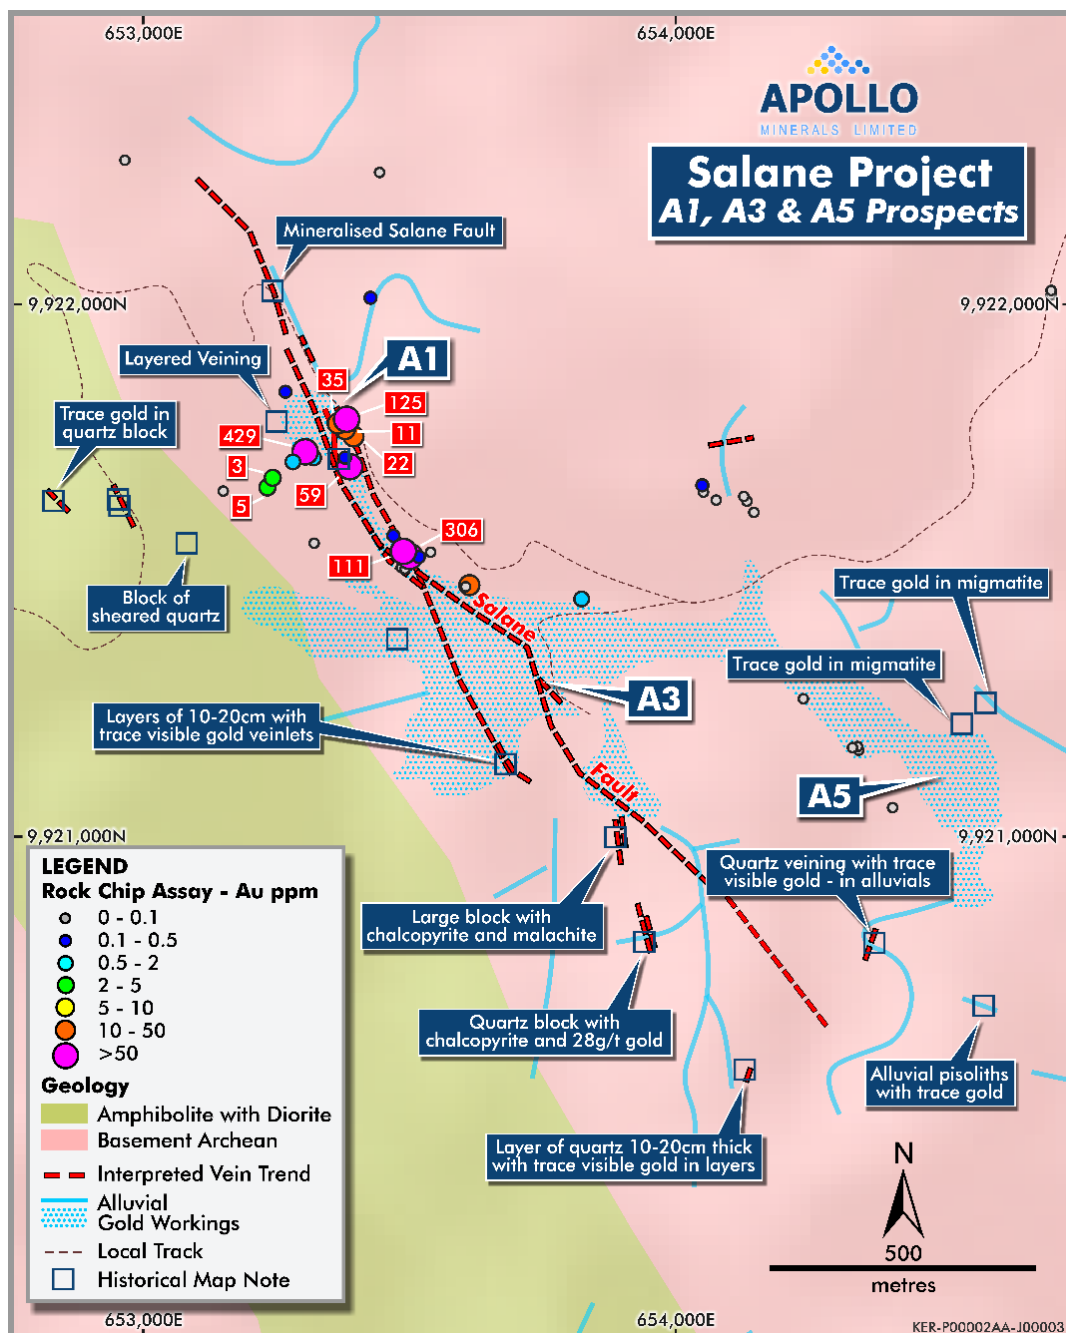 653,000E
654,000E
APOLLO
MINERALS LIMITED
Salane Project
A1, A3 & A5 Prospects
Mineralised Salane Fault
9,922,000N
9,922,000N
Layered Veining
A1
35
Trace gold in
quartz block
125
429
11
3
22
5
59
306
111
Block of
sheared quartz
Salane
Trace gold in migmatite
Trace gold in migmatite
A3
Layers of 10-20cm with
trace visible gold veinlets
Fault
A5
9,921,000N
9,921,000N
Quartz veining with trace
visible gold - in alluvials
Large block with
chalcopyrite and malachite
Quartz block with
chalcopyrite and 28g/t gold
Alluvial pisoliths
with trace gold
Layer of quartz 10-20cm thick
with trace visible gold in layers
LEGEND
Rock Chip Assay - Au ppm
0 - 0.1
0.1 - 0.5
0.5 - 2
2 - 5
5 - 10
10 - 50
>50
Geology
Amphibolite with Diorite
Basement Archean
Interpreted Vein Trend
Alluvial
Gold Workings
Local Track
Historical Map Note
N
500
metres
653,000E
654,000E
KER-P00002AA-J00003